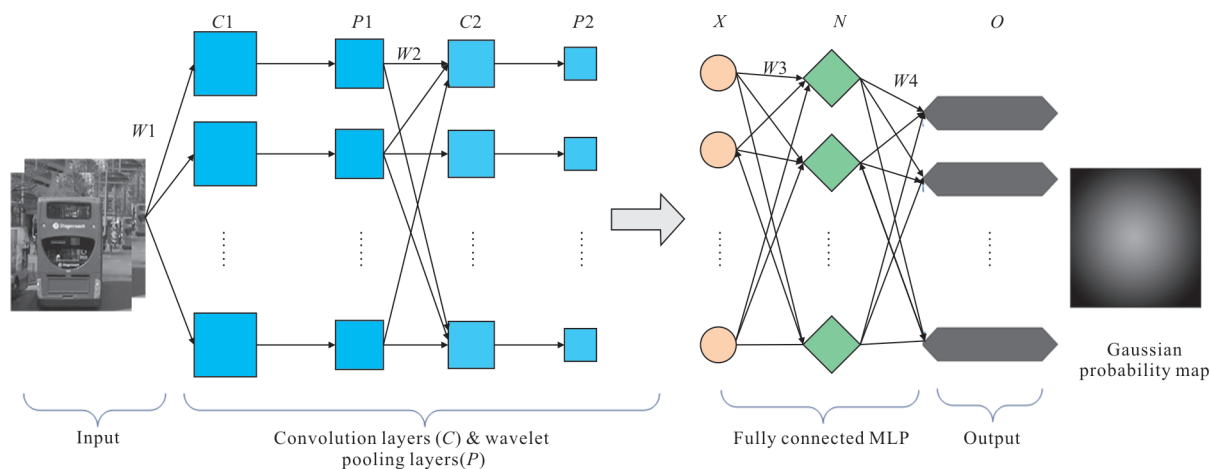 C1 P1 C2 P2 X N O
W1
W2
W3
W4
Stagecoach
Gaussian
probability map
Input
Convolution layers (C) & wavelet
pooling layers(P)
Fully connected MLP
Output